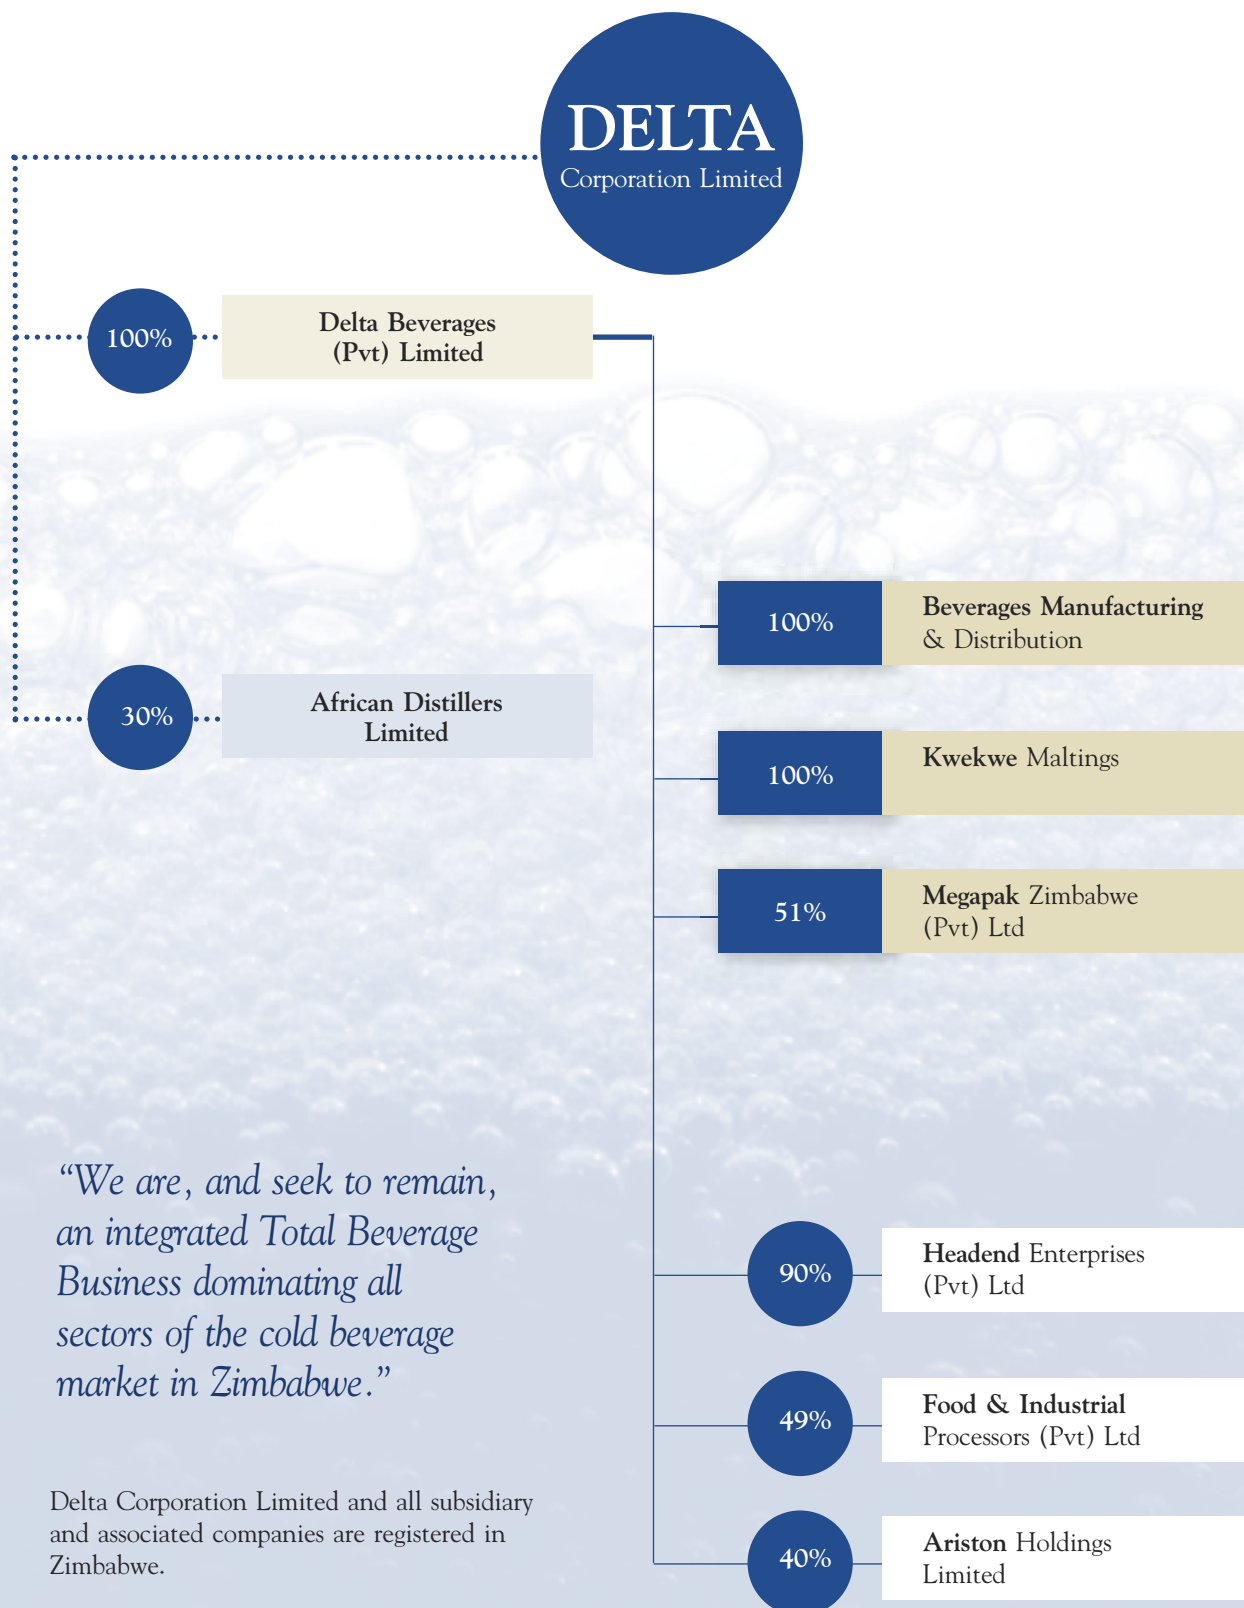 DELTA
Corporation Limited
100%
Delta Beverages
(Pvt) Limited
30%
African Distillers
Limited
100%
Beverages Manufacturing
& Distribution
100%
Kwekwe Maltings
51%
Megapak Zimbabwe
(Pvt) Ltd
90%
Headend Enterprises
(Pvt) Ltd
49%
Food & Industrial
Processors (Pvt) Ltd
40%
Ariston Holdings
Limited
“We are, and seek to remain,
an integrated Total Beverage
Business dominating all
sectors of the cold beverage
market in Zimbabwe.”
Delta Corporation Limited and all subsidiary
and associated companies are registered in
Zimbabwe.